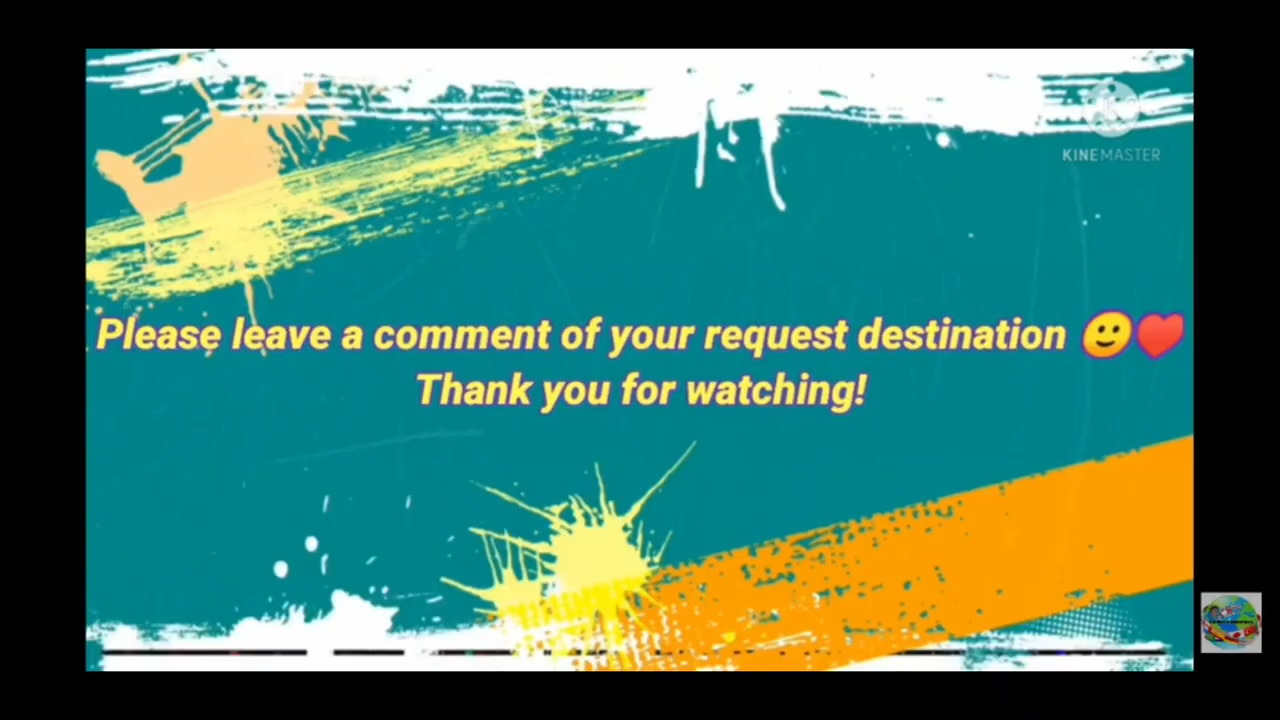 KINEMASTER
Please leave a comment of your request destination 🙂❤️
Thank you for watching!